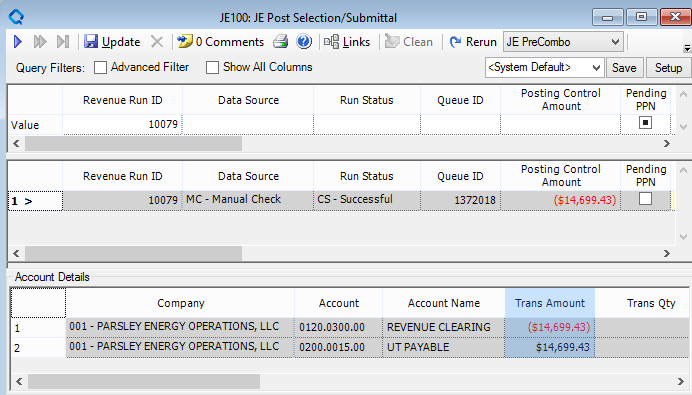 JE100: JE Post Selection/Submittal
Update 0 Comments Links Clean Rerun JE PreCombo
Query Filters: Advanced Filter Show All Columns <System Default> Save Setup
Revenue Run ID Data Source Run Status Queue ID Posting Control Amount Pending PPN
Value 10079
Revenue Run ID Data Source Run Status Queue ID Posting Control Amount Pending PPN
1 > 10079 MC - Manual Check CS - Successful 1372018 ($14,699.43)
Account Details
Company Account Account Name Trans Amount Trans Qty
1 001 - PARSLEY ENERGY OPERATIONS, LLC 0120.0300.00 REVENUE CLEARING ($14,699.43)
2 001 - PARSLEY ENERGY OPERATIONS, LLC 0200.0015.00 UT PAYABLE $14,699.43